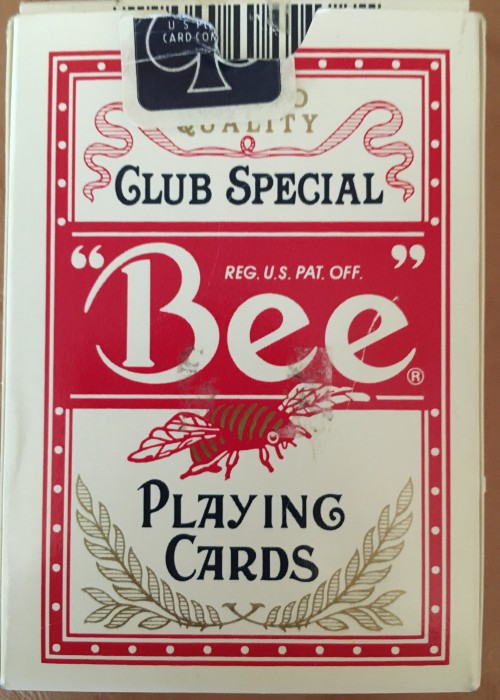 U S
CARD CO
QUALITY
CLUB SPECIAL
"Bee"
REG. U.S. PAT. OFF.
®
PLAYING
CARDS